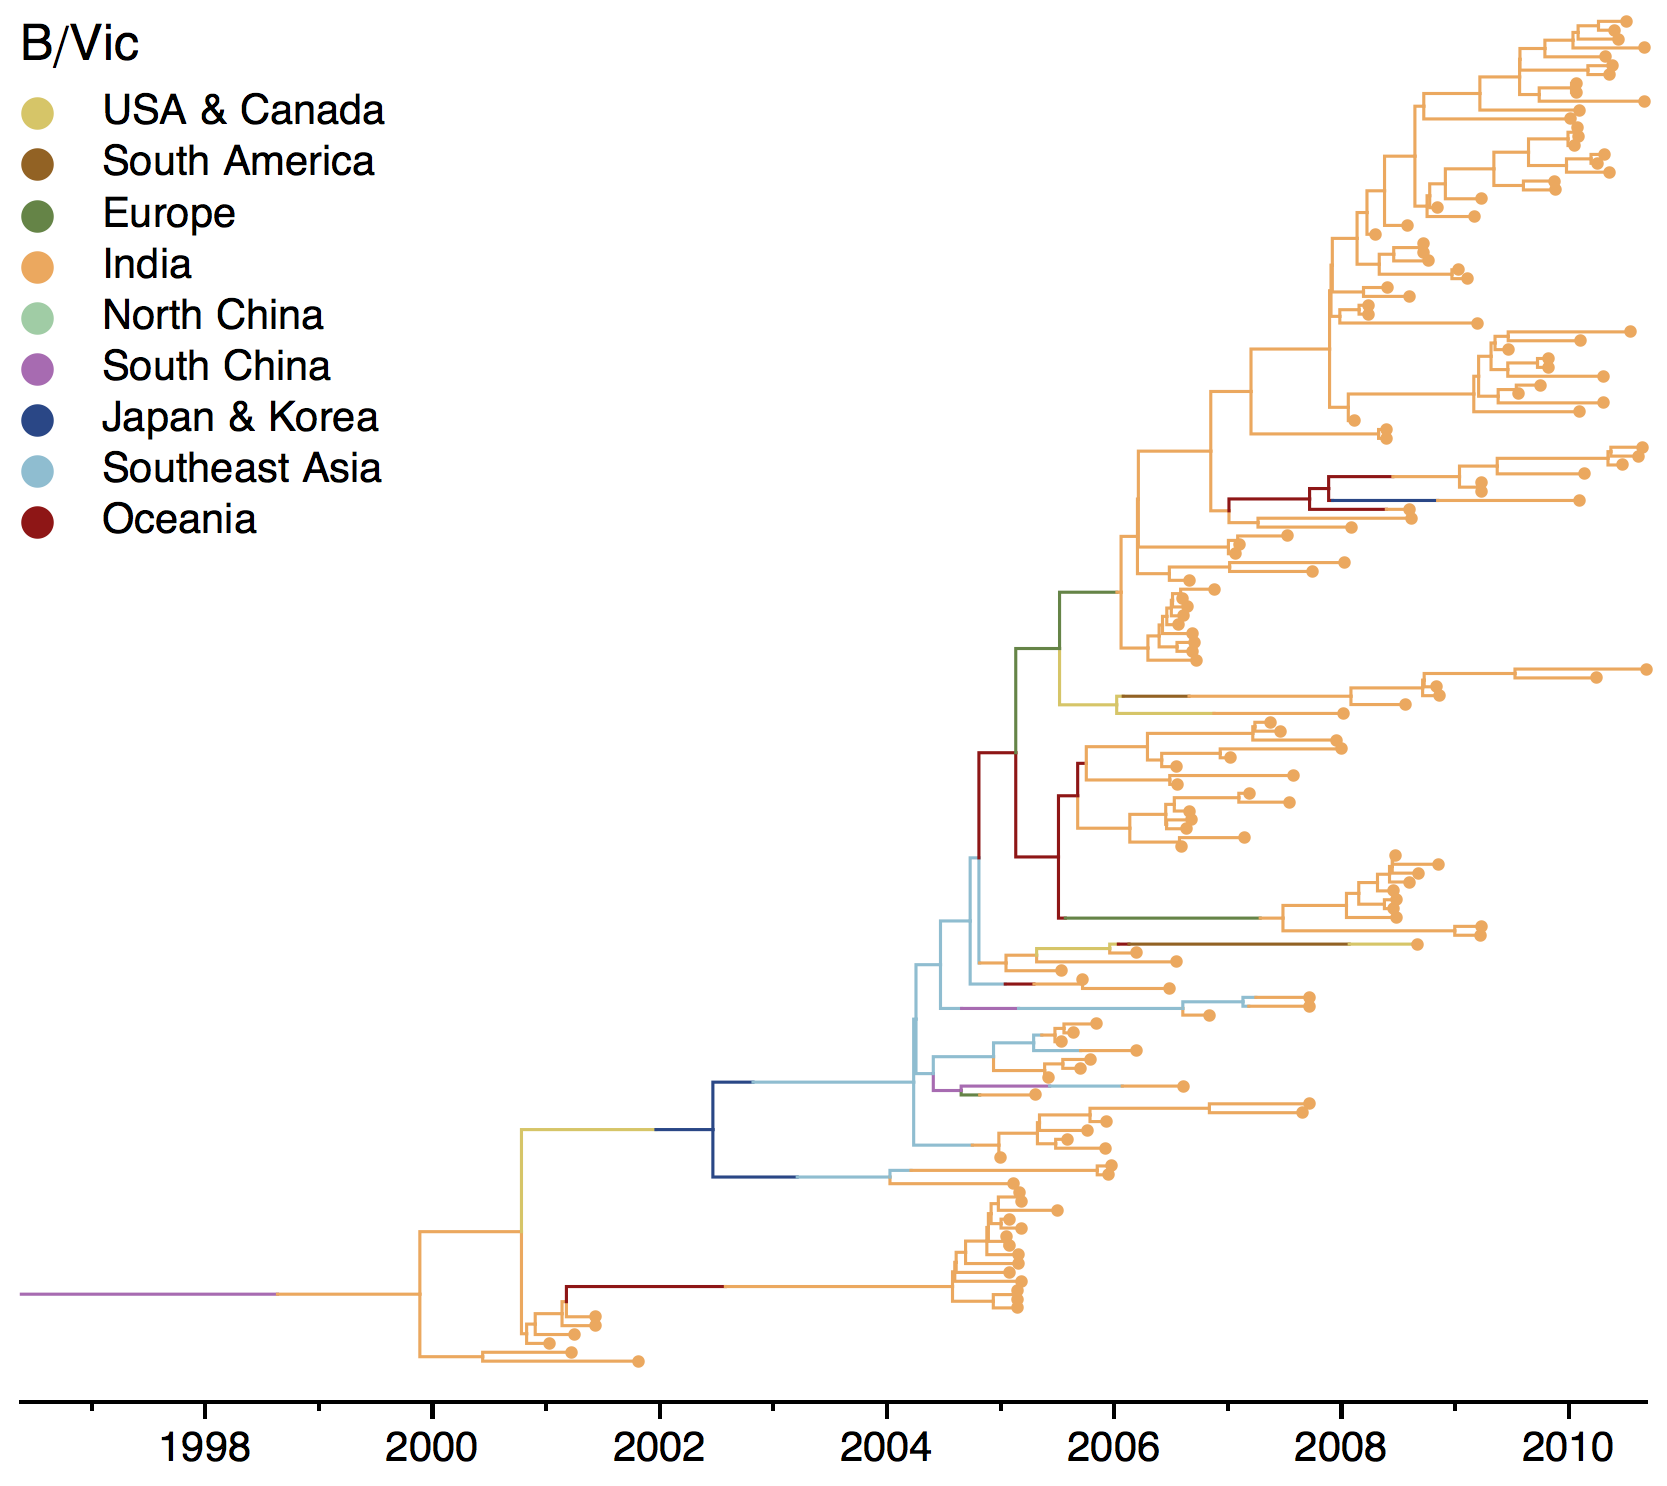 B/Vic
USA & Canada
South America
Europe
India
North China
South China
Japan & Korea
Southeast Asia
Oceania
1998 2000 2002 2004 2006 2008 2010